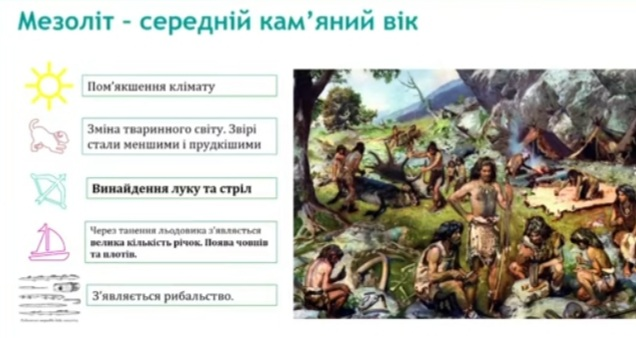 Мезоліт – середній кам’яний вік
Пом’якшення клімату
Зміна тваринного світу. Звірі
стали меншими і прудкішими
Винайдення луку та стріл
Через танення льодовика з’являється
велика кількість річок. Поява човнів
та плотів.
З’являється рибальство.